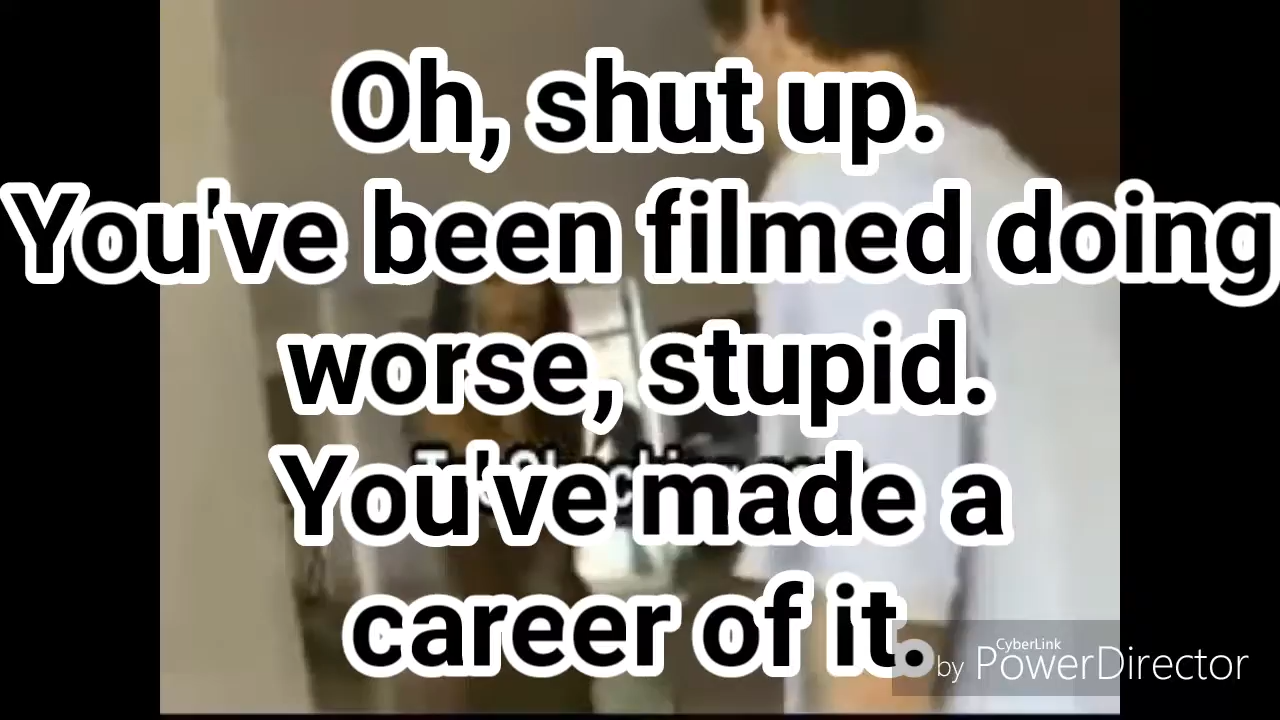 Oh, shut up.
You've been filmed doing
worse, stupid.
You've made a
career of it.
CyberLink
by PowerDirector